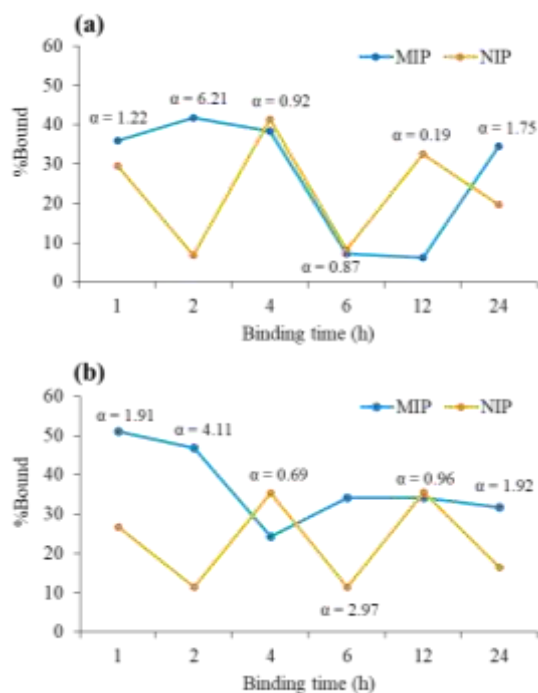 (a)
60
MIP NIP
50
α = 6.21
α = 0.92
α = 1.22
α = 0.19
α = 1.75
40
30
20
10
α = 0.87
0
%Bound
1 2 4 6 12 24
Binding time (h)
(b)
60
MIP NIP
50
α = 1.91
α = 4.11
α = 0.69
α = 0.96
α = 1.92
40
30
20
10
α = 2.97
0
%Bound
1 2 4 6 12 24
Binding time (h)